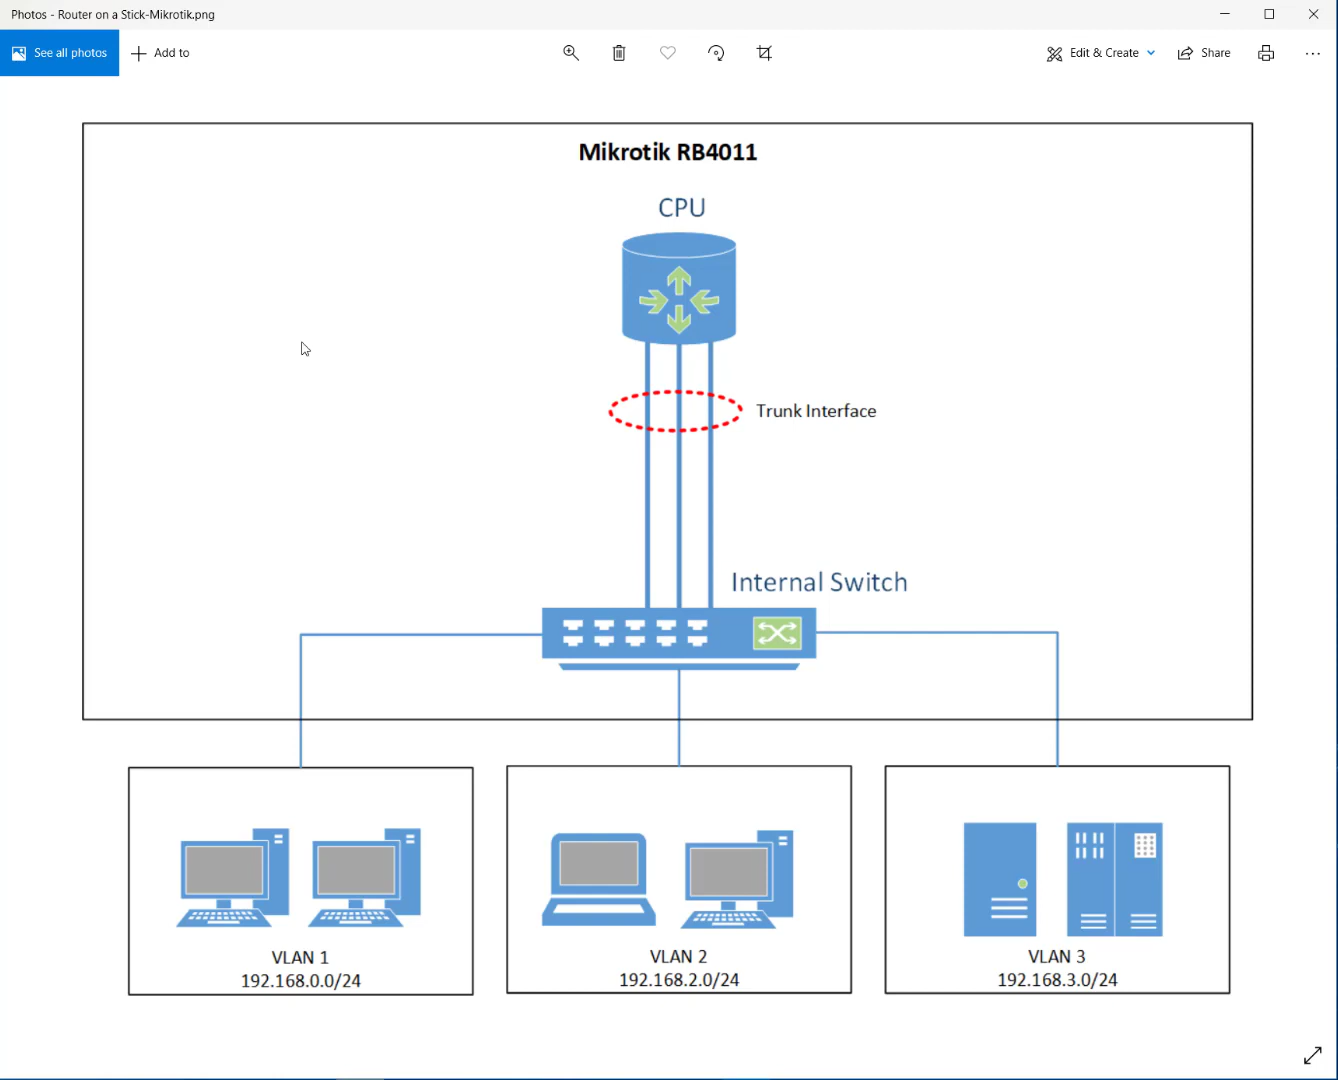 Photos - Router on a Stick-Mikrotik.png
See all photos
Add to
Edit & Create
Share
Mikrotik RB4011
CPU
Trunk Interface
Internal Switch
VLAN 1
192.168.0.0/24
VLAN 2
192.168.2.0/24
VLAN 3
192.168.3.0/24